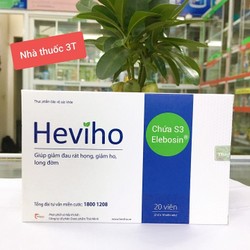 Nhà thuốc 3T
Thực phẩm bảo vệ sức khỏe
Heviho
Chứa S3
Elebosin®
Giúp giảm đau rát họng, giảm ho,
long đờm
Tổng đài tư vấn miễn cước: 1800 1208
20 viên